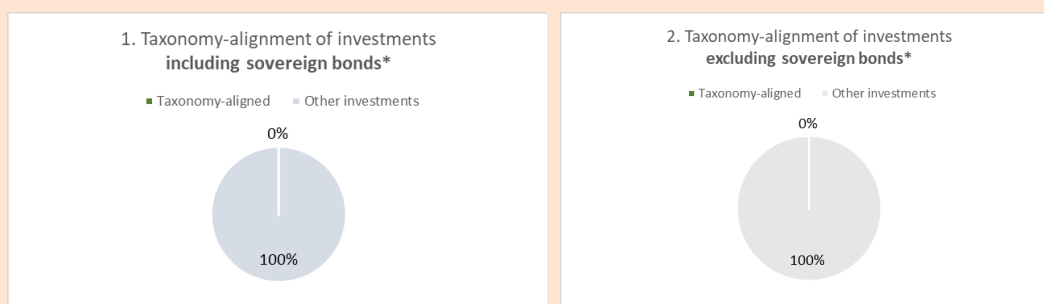 1. Taxonomy-alignment of investments
including sovereign bonds*
Taxonomy-aligned Other investments
0%
100%
2. Taxonomy-alignment of investments
excluding sovereign bonds*
Taxonomy-aligned Other investments
0%
100%